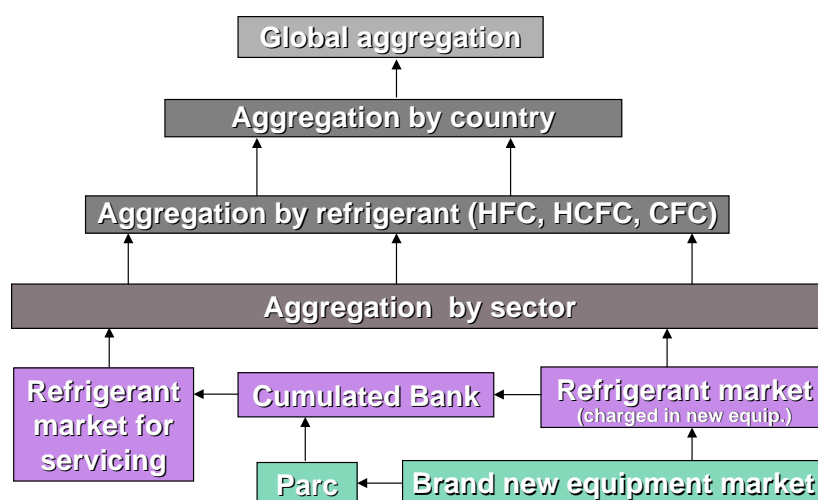 Global aggregation
Aggregation by country
Aggregation by refrigerant (HFC, HCFC, CFC)
Aggregation by sector
Refrigerant
market for
servicing
Cumulated Bank
Refrigerant market
(charged in new equip.)
Parc
Brand new equipment market